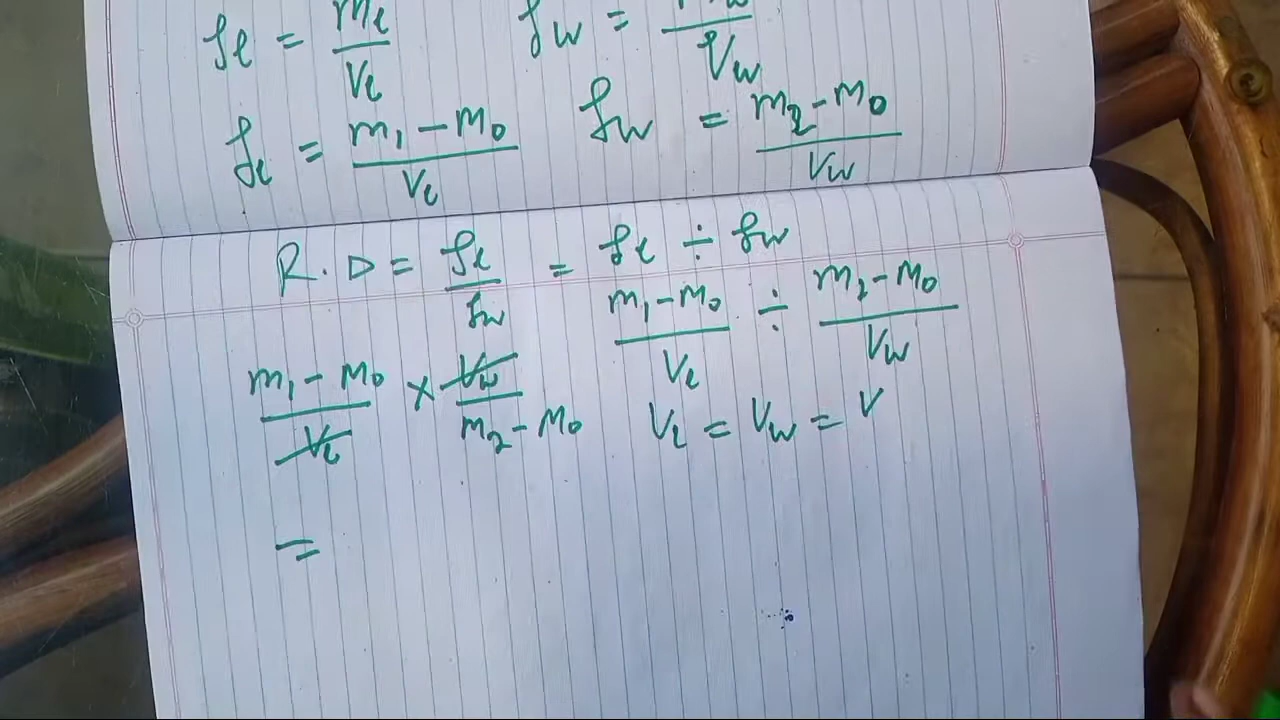 ρℓ = mℓ/Vℓ ρw = /Vw
ρℓ = m₁ - m₀/Vℓ ρw = m₂ - m₀/Vw
R.D = ρℓ/ρw = ρℓ ÷ ρw
m₁ - m₀/Vℓ ÷ m₂ - m₀/Vw
m₁ - m₀/Vℓ × Vw/m₂ - m₀ Vℓ = Vw = V
=